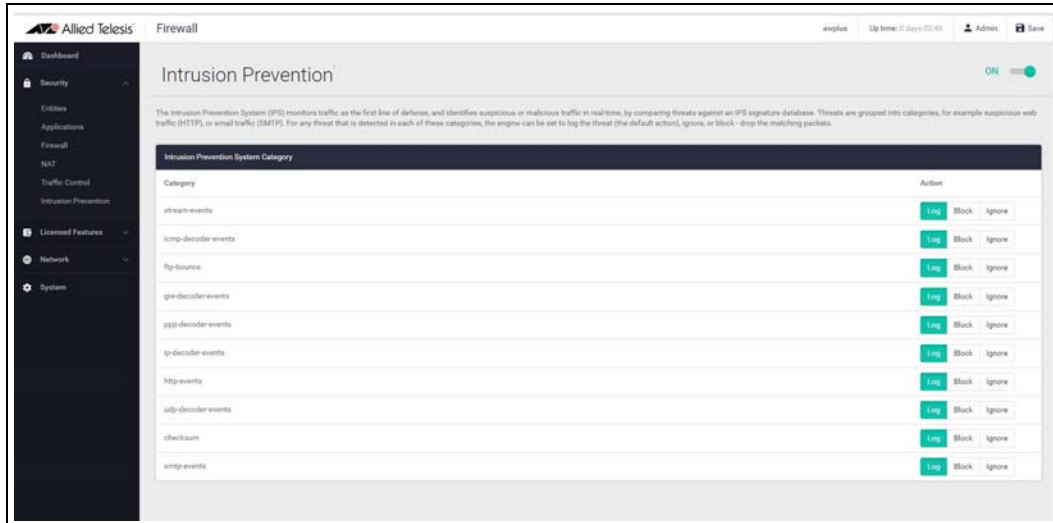 Allied Telesis
Firewall
awplus
Up time: 0 days 02:46
Admin
Save
Dashboard
Security
Entities
Applications
Firewall
NAT
Traffic Control
Intrusion Prevention
Licensed Features
Network
System
Intrusion Prevention
ON
The Intrusion Prevention System (IPS) monitors traffic as the first line of defense, and identifies suspicious or malicious traffic in real-time, by comparing threats against an IPS signature database. Threats are grouped into categories, for example suspicious web
traffic (HTTP), or email traffic (SMTP). For any threat that is detected in each of these categories, the engine can be set to log the threat (the default action), ignore, or block - drop the matching packets.
Intrusion Prevention System Category
Category Action
stream-events Log Block Ignore
icmp-decoder-events Log Block Ignore
ftp-bounce Log Block Ignore
gre-decoder-events Log Block Ignore
ppp-decoder-events Log Block Ignore
ip-decoder-events Log Block Ignore
http-events Log Block Ignore
udp-decoder-events Log Block Ignore
checksum Log Block Ignore
smtp-events Log Block Ignore